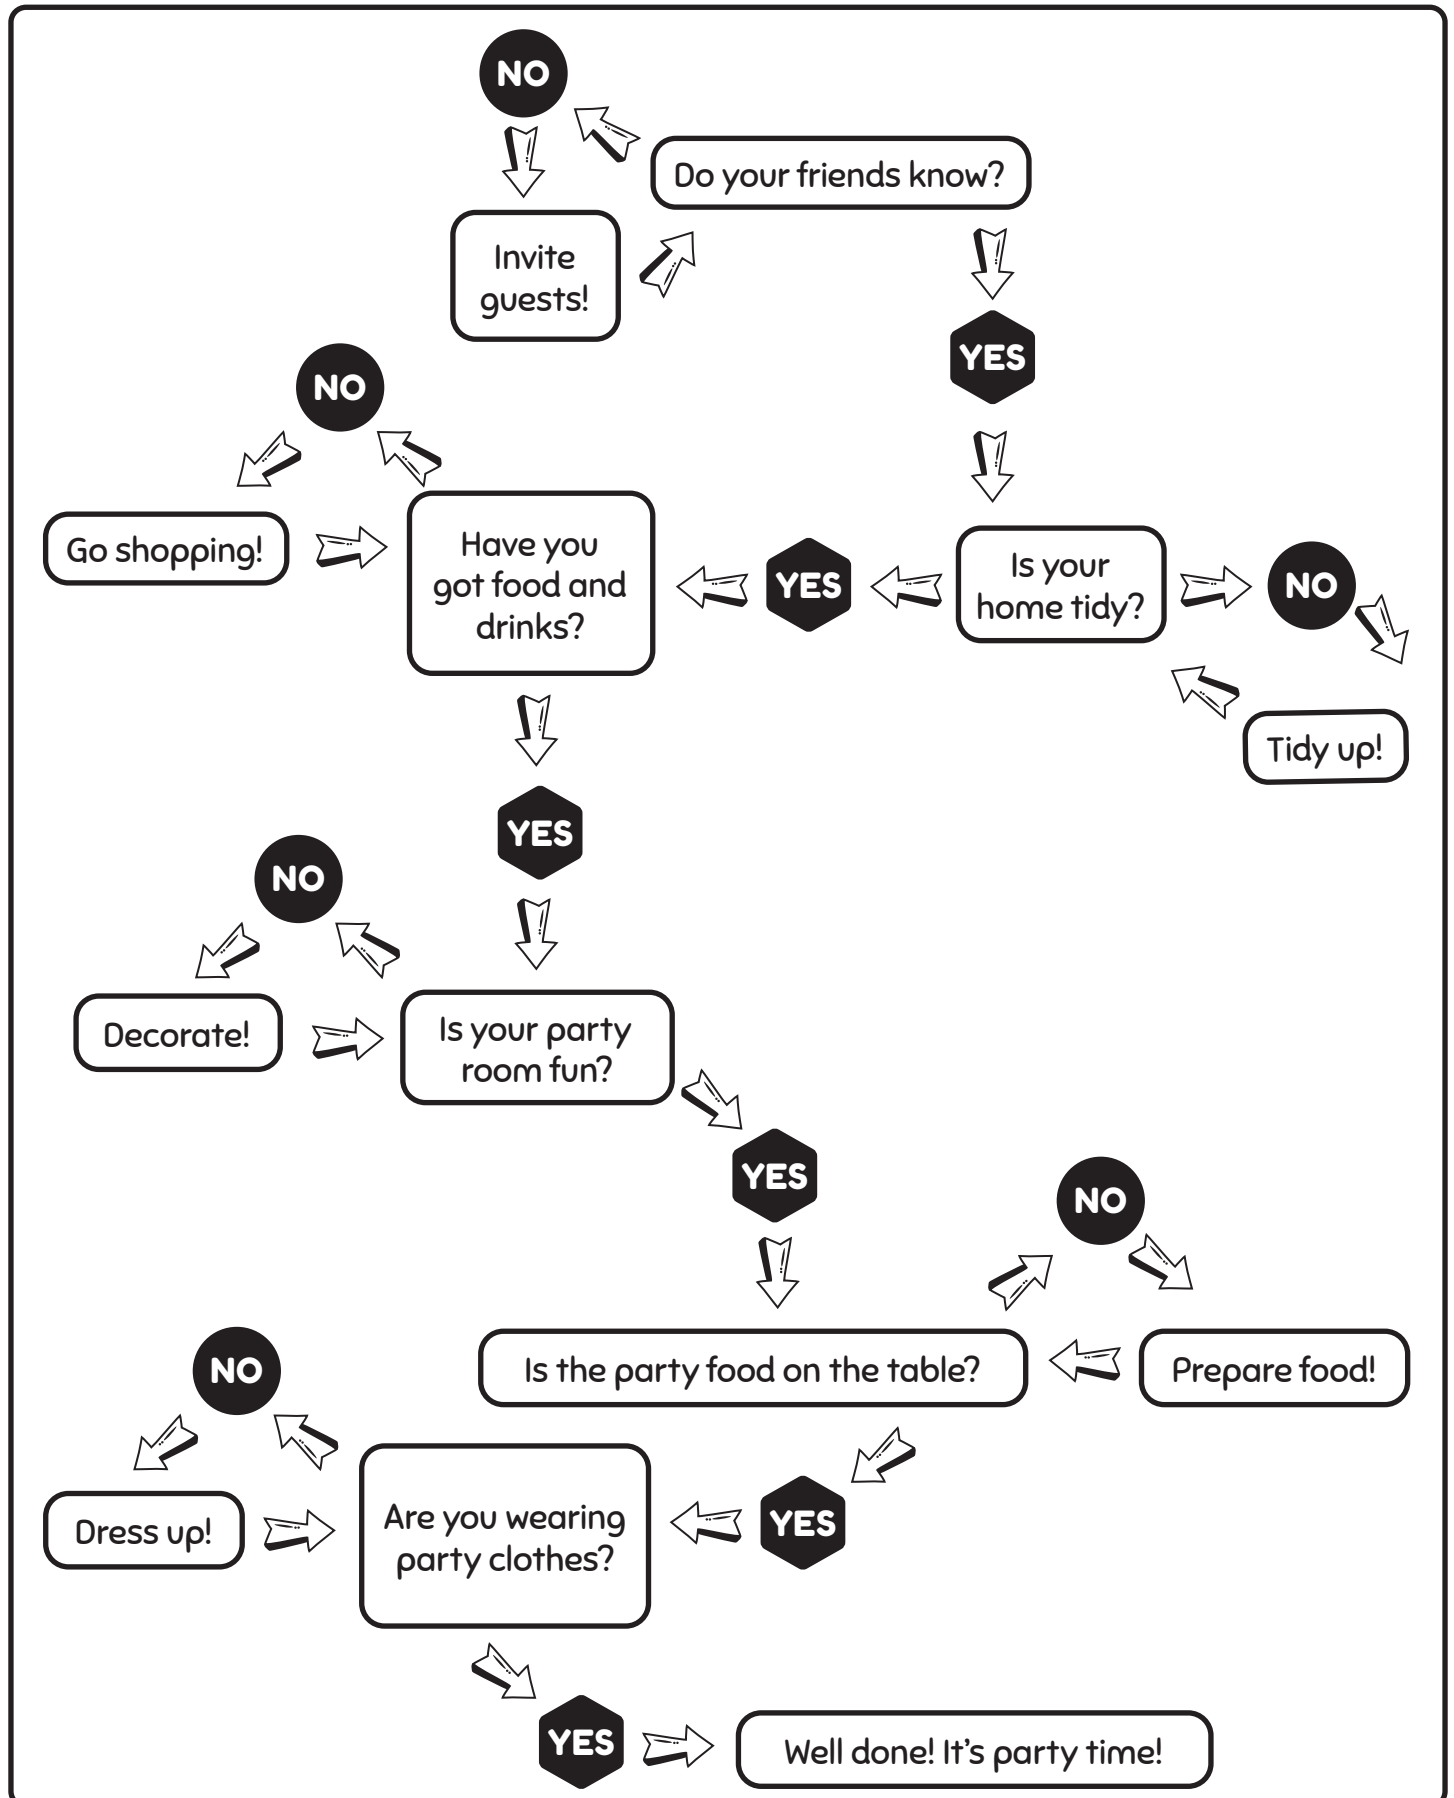 NO
Do your friends know?
Invite
guests!
YES
NO
Go shopping!
Have you
got food and
drinks?
YES
Is your
home tidy?
NO
Tidy up!
YES
NO
Decorate!
Is your party
room fun?
YES
NO
Is the party food on the table?
Prepare food!
NO
Dress up!
Are you wearing
party clothes?
YES
YES
Well done! It's party time!